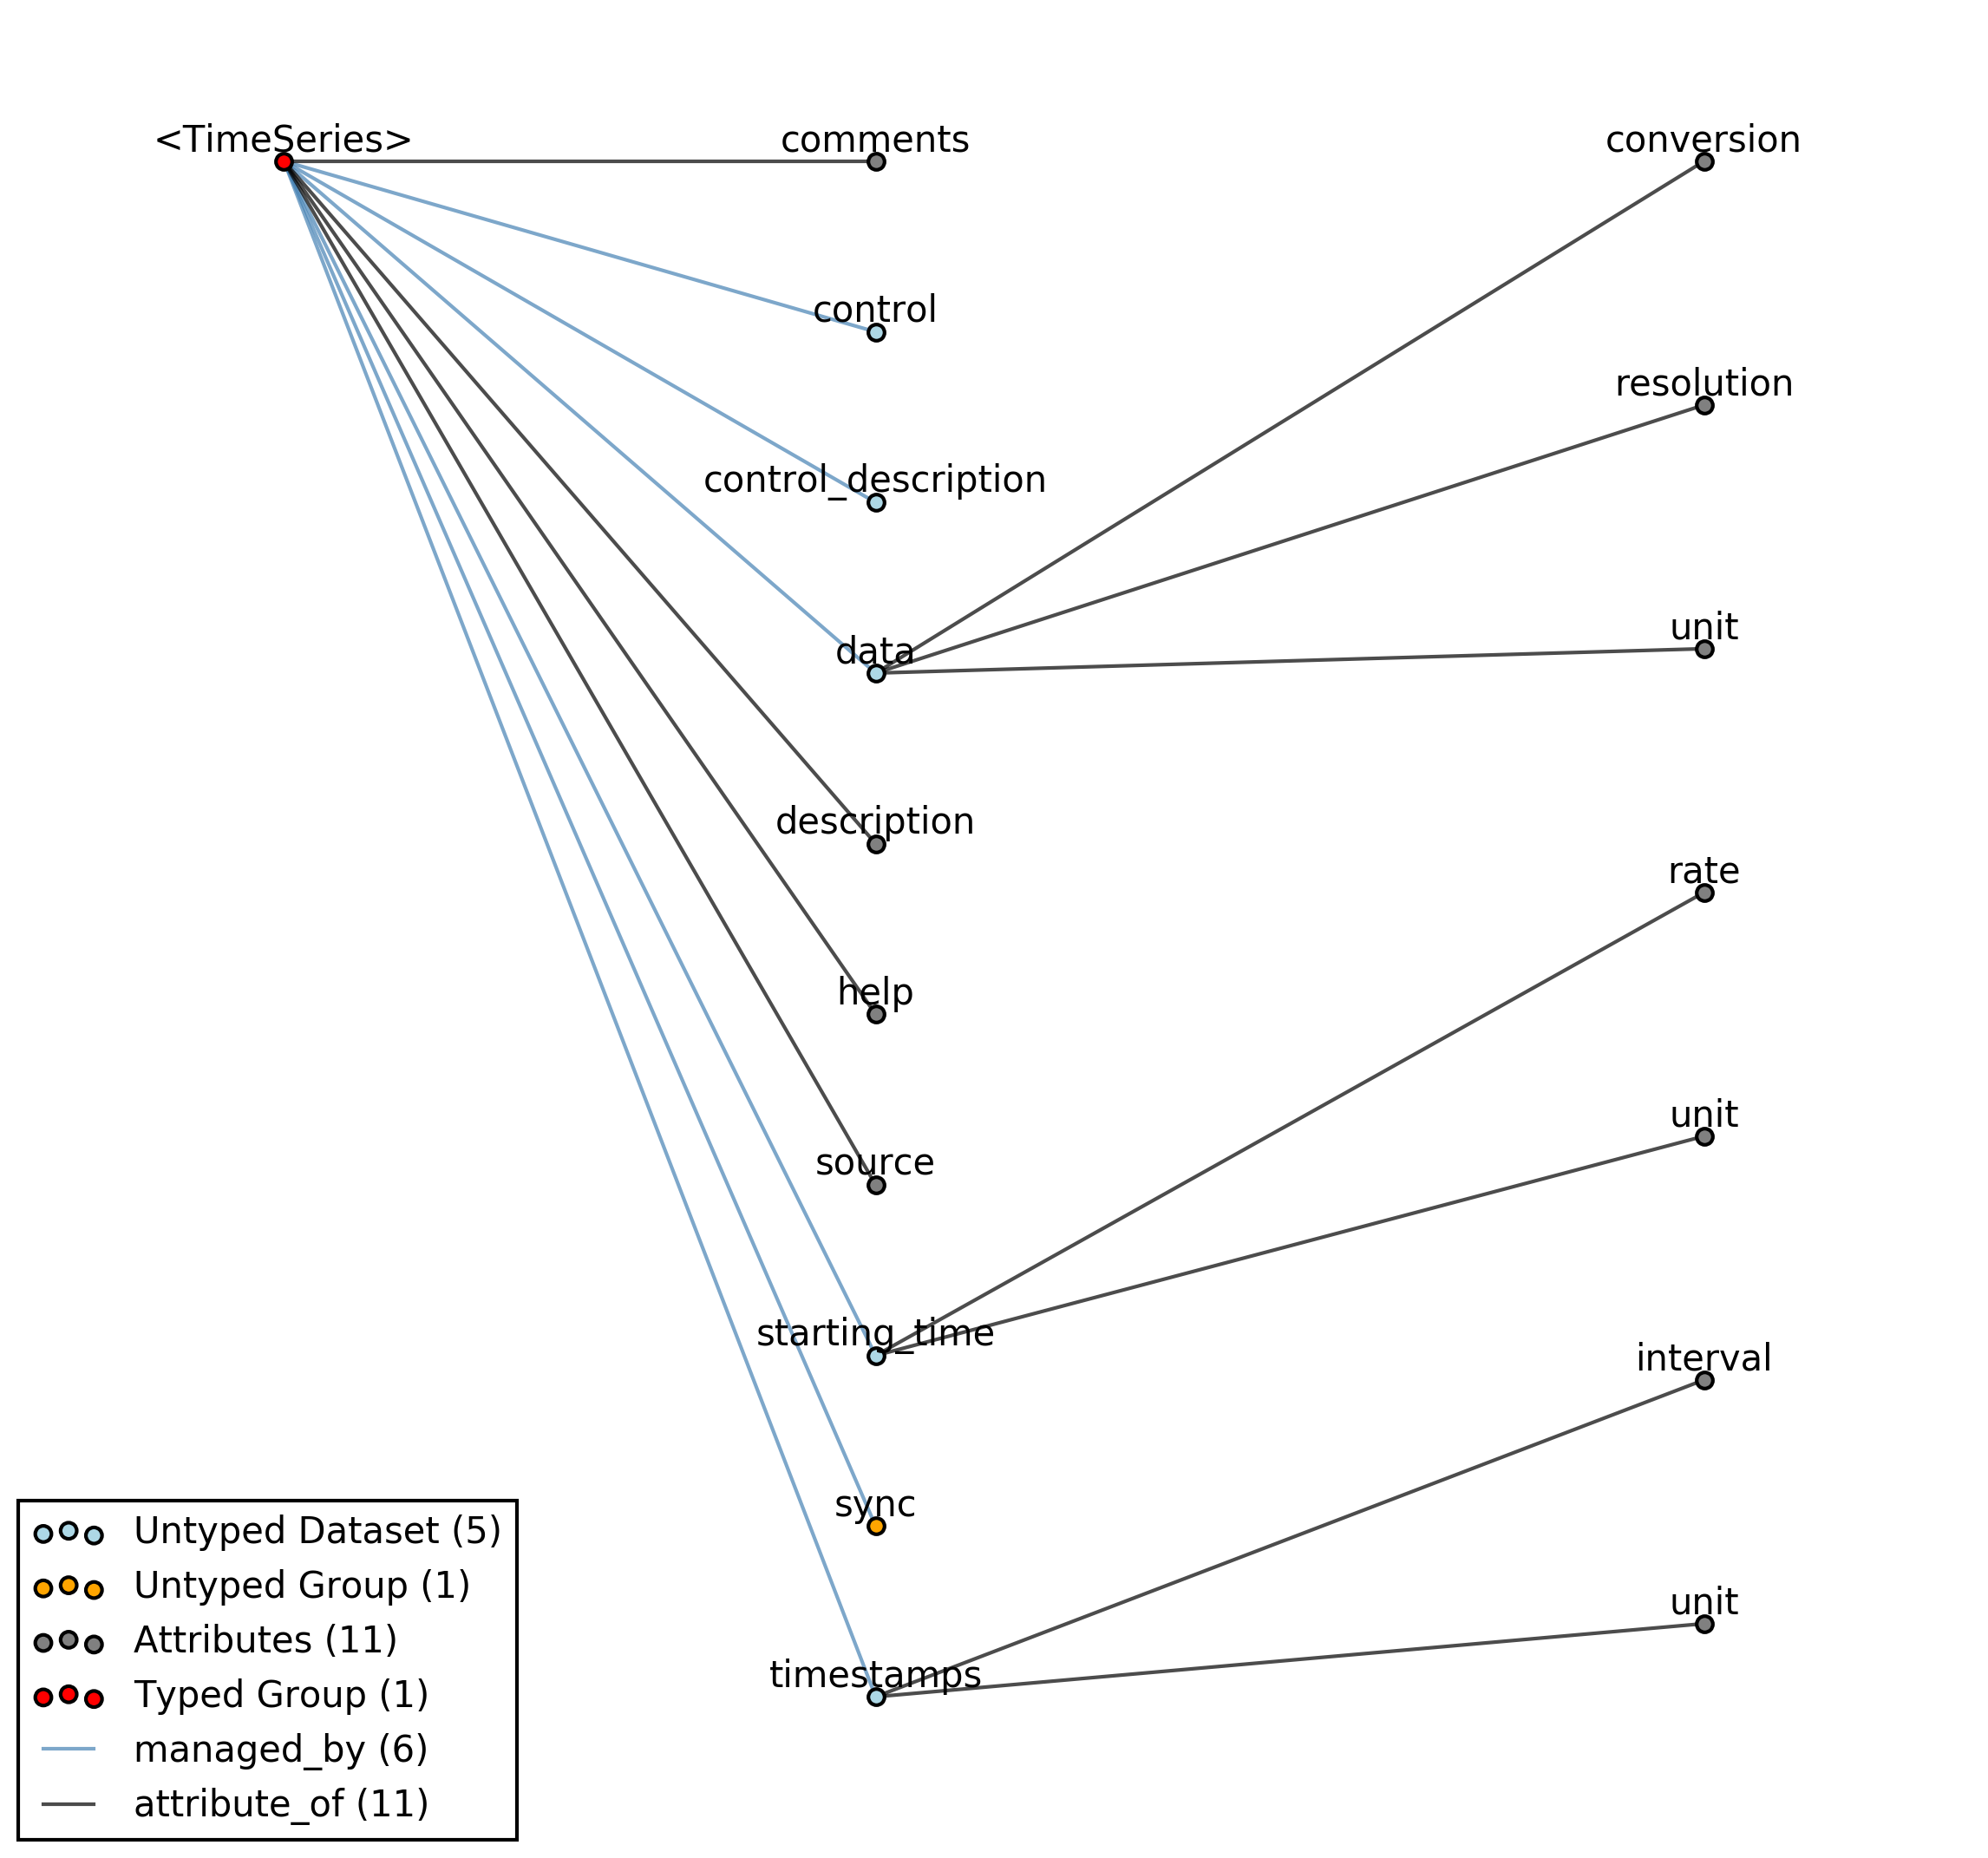 <TimeSeries>
comments
conversion
control
resolution
control_description
unit
data
description
rate
help
unit
source
starting_time
interval
sync
unit
timestamps
Untyped Dataset (5)
Untyped Group (1)
Attributes (11)
Typed Group (1)
managed_by (6)
attribute_of (11)